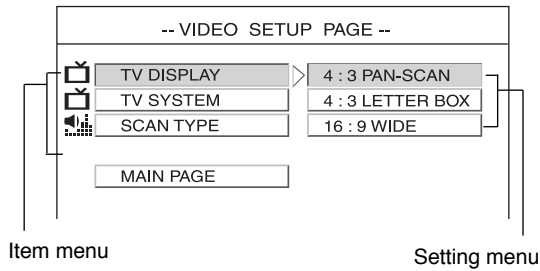 -- VIDEO SETUP PAGE --
TV DISPLAY
4 : 3 PAN-SCAN
TV SYSTEM
4 : 3 LETTER BOX
SCAN TYPE
16 : 9 WIDE
MAIN PAGE
Item menu
Setting menu